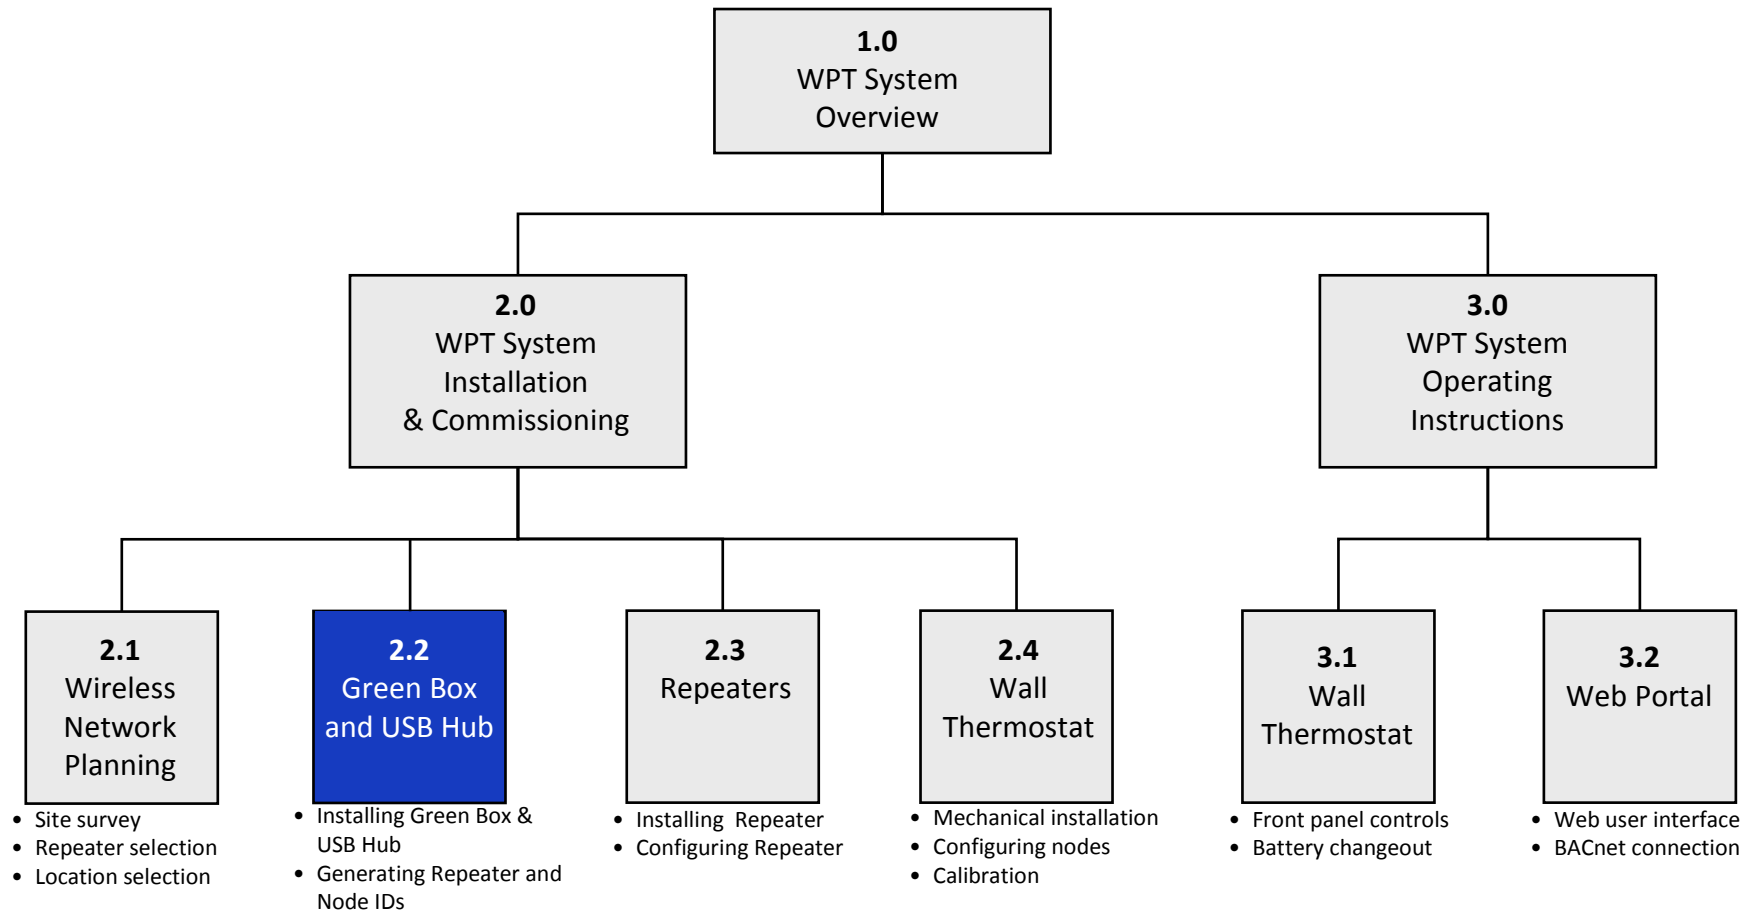 1.0
WPT System
Overview
2.0
WPT System
Installation
& Commissioning
3.0
WPT System
Operating
Instructions
2.1
Wireless
Network
Planning
2.2
Green Box
and USB Hub
2.3
Repeaters
2.4
Wall
Thermostat
3.1
Wall
Thermostat
3.2
Web Portal
• Site survey
• Repeater selection
• Location selection
• Installing Green Box &
USB Hub
• Generating Repeater and
Node IDs
• Installing Repeater
• Configuring Repeater
• Mechanical installation
• Configuring nodes
• Calibration
• Front panel controls
• Battery changeout
• Web user interface
• BACnet connection